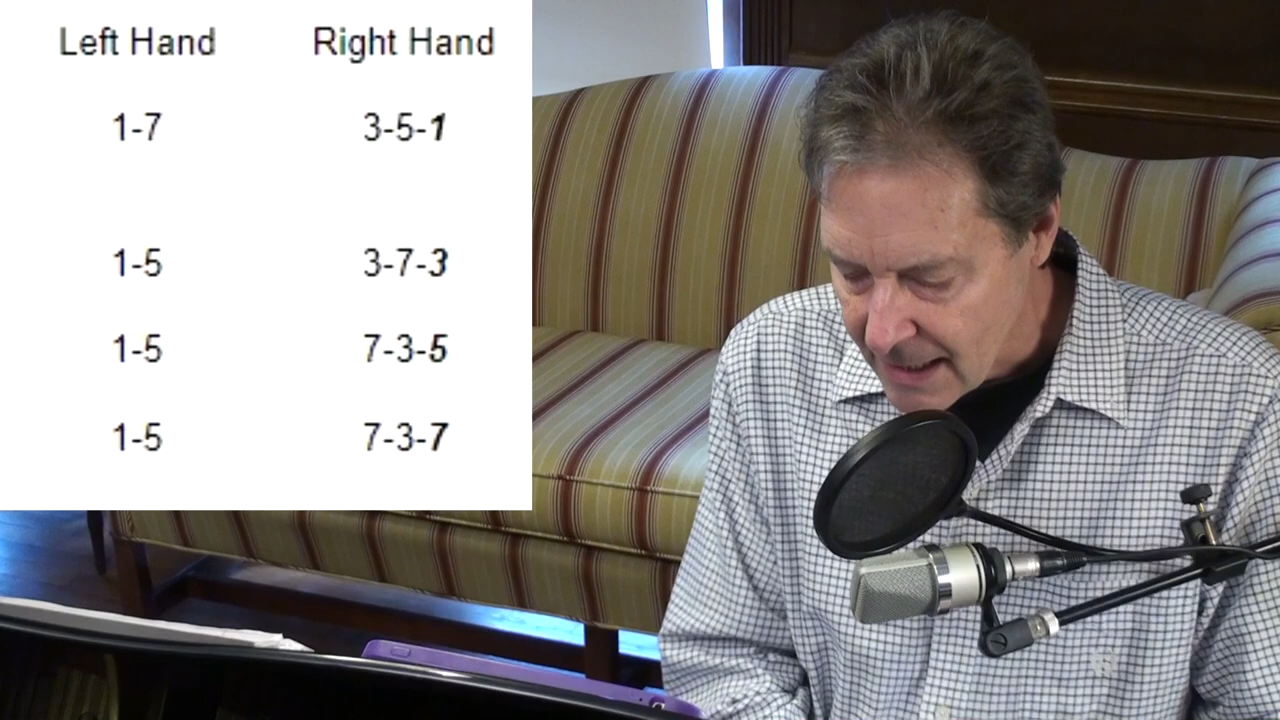 Left Hand Right Hand
1-7 3-5-1
1-5 3-7-3
1-5 7-3-5
1-5 7-3-7